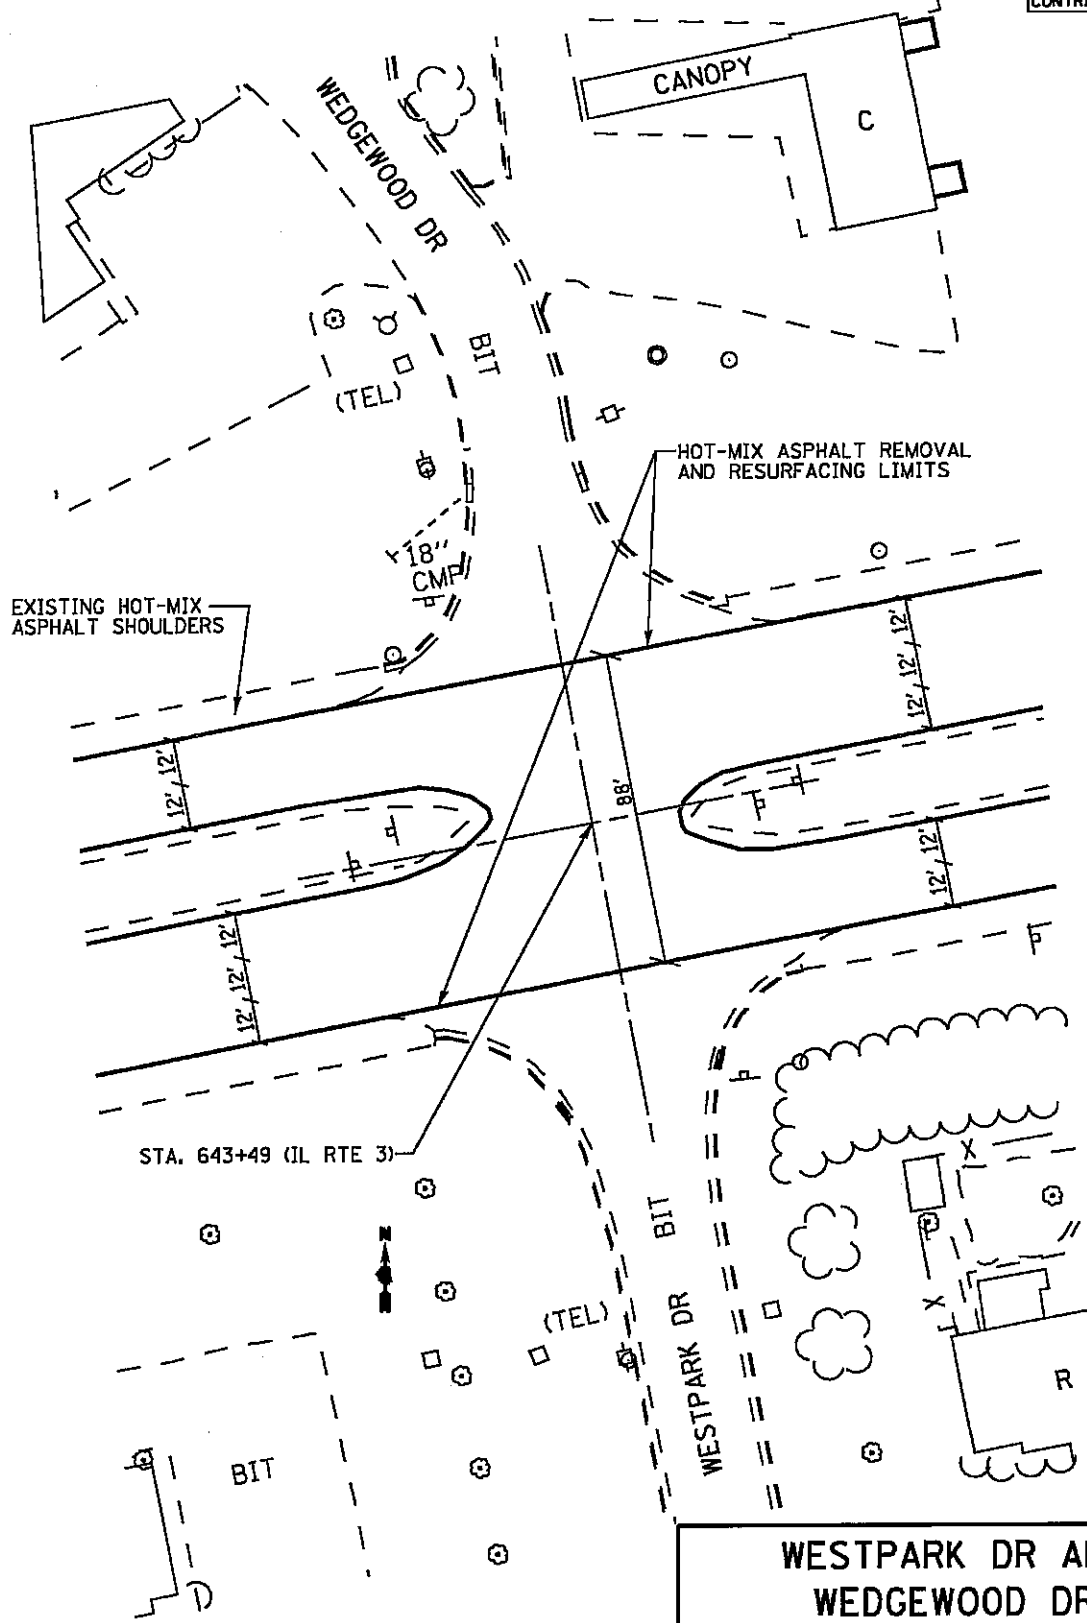 CANOPY
C
WEDGEWOOD DR
BIT
(TEL)
HOT-MIX ASPHALT REMOVAL
AND RESURFACING LIMITS
18''
CMP
EXISTING HOT-MIX
ASPHALT SHOULDERS
12', 12', 12'
12', 12'
88'
12', 12'
12', 12', 12'
STA. 643+49 (IL RTE 3)
X
N
BIT
(TEL)
WESTPARK DR
X
R
BIT
WESTPARK DR
WEDGEWOOD DR